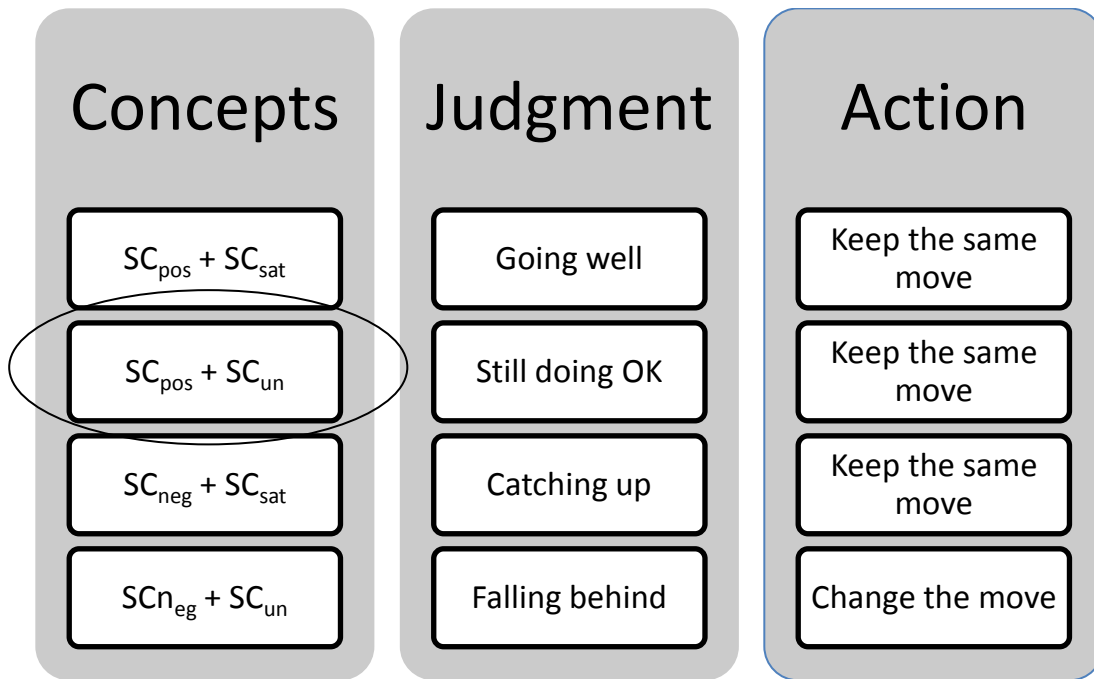 Concepts
SCpos + SCsat
SCpos + SCun
SCneg + SCsat
SCneg + SCun
Judgment
Going well
Still doing OK
Catching up
Falling behind
Action
Keep the same
move
Keep the same
move
Keep the same
move
Change the move